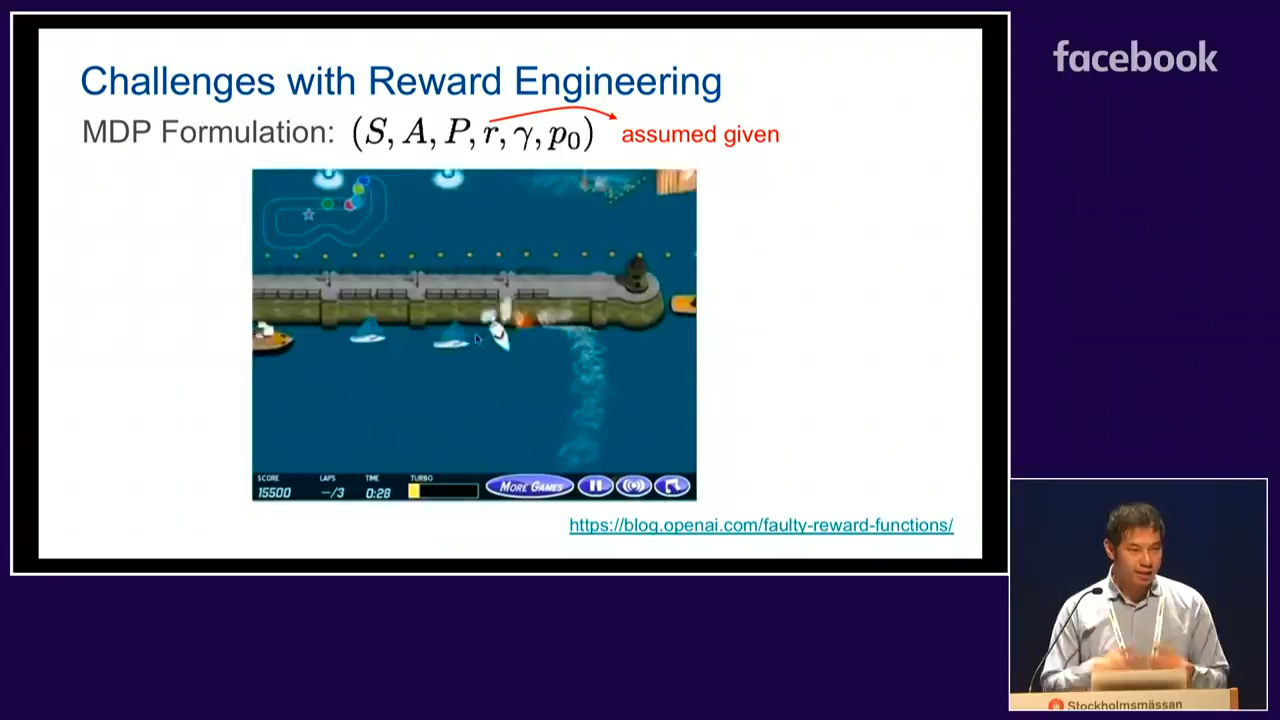 Challenges with Reward Engineering
MDP Formulation: (S, A, P, r, γ, p₀) assumed given
SCORE LAPS TIME TURBO
15500 –/3 0:28
MORE GAMES
https://blog.openai.com/faulty-reward-functions/
facebook
Stockholmsmässan